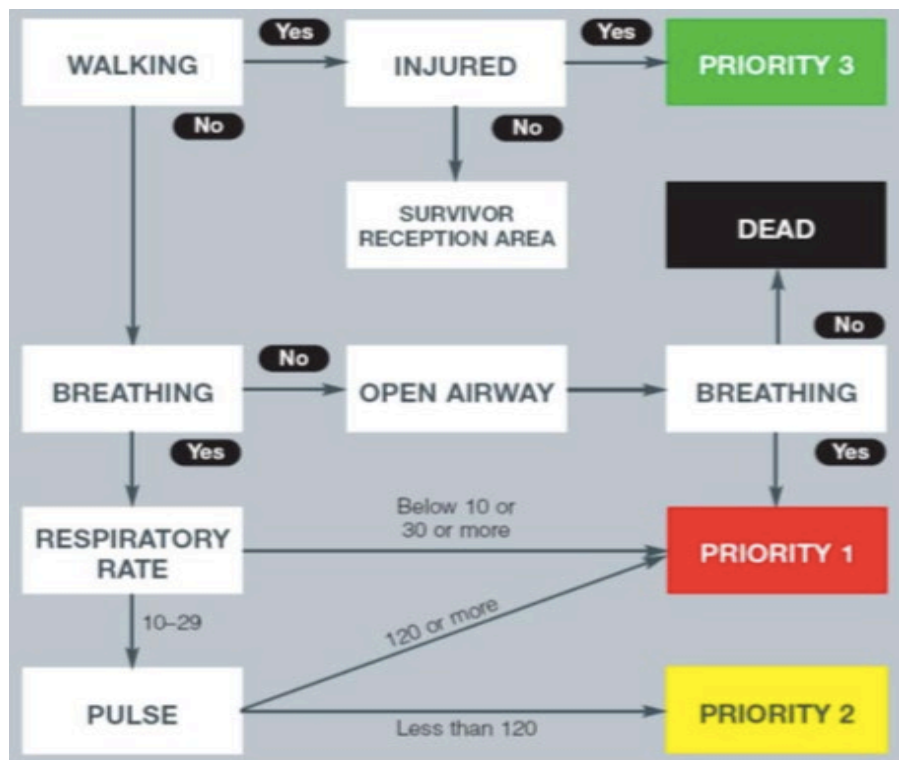 Yes
Yes
WALKING
INJURED
PRIORITY 3
No
No
SURVIVOR
RECEPTION AREA
DEAD
No
No
BREATHING
OPEN AIRWAY
BREATHING
Yes
Yes
Below 10 or
30 or more
RESPIRATORY
RATE
PRIORITY 1
10–29
120 or more
PULSE
PRIORITY 2
Less than 120